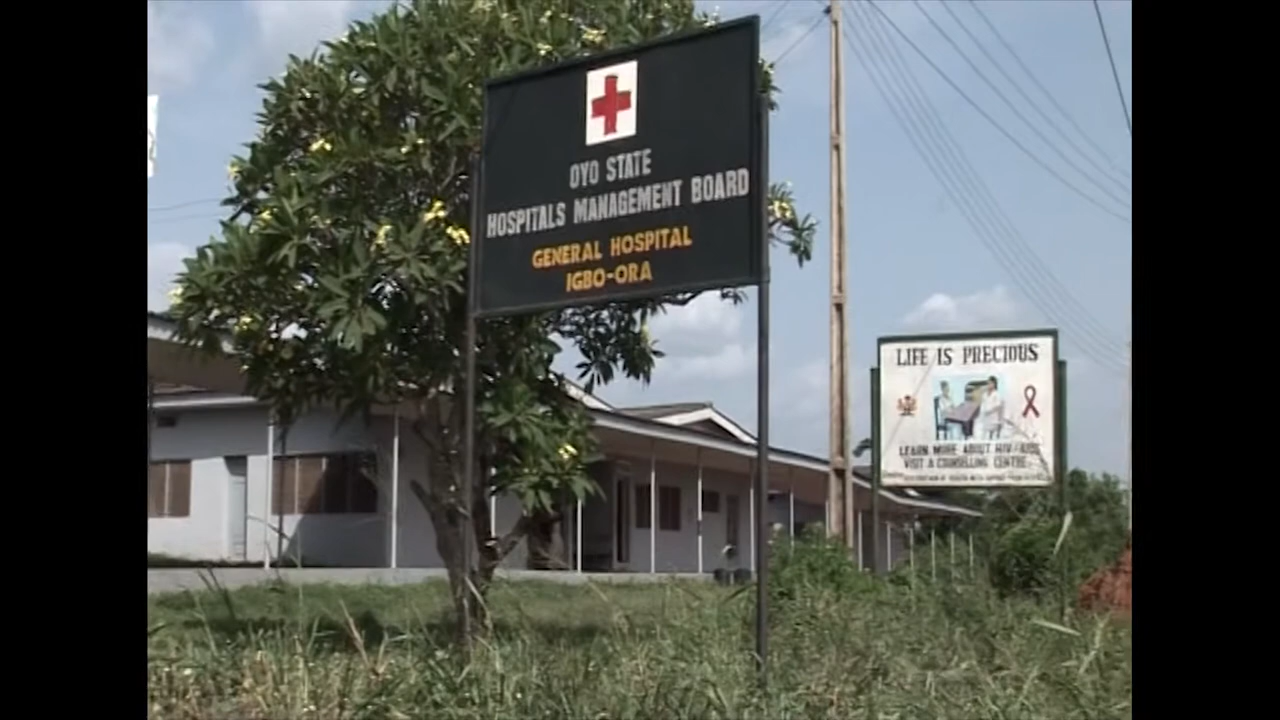 OYO STATE
HOSPITALS MANAGEMENT BOARD
GENERAL HOSPITAL
IGBO-ORA
LIFE IS PRECIOUS
LEARN MORE ABOUT HIV/AIDS
VISIT A COUNSELLING CENTRE